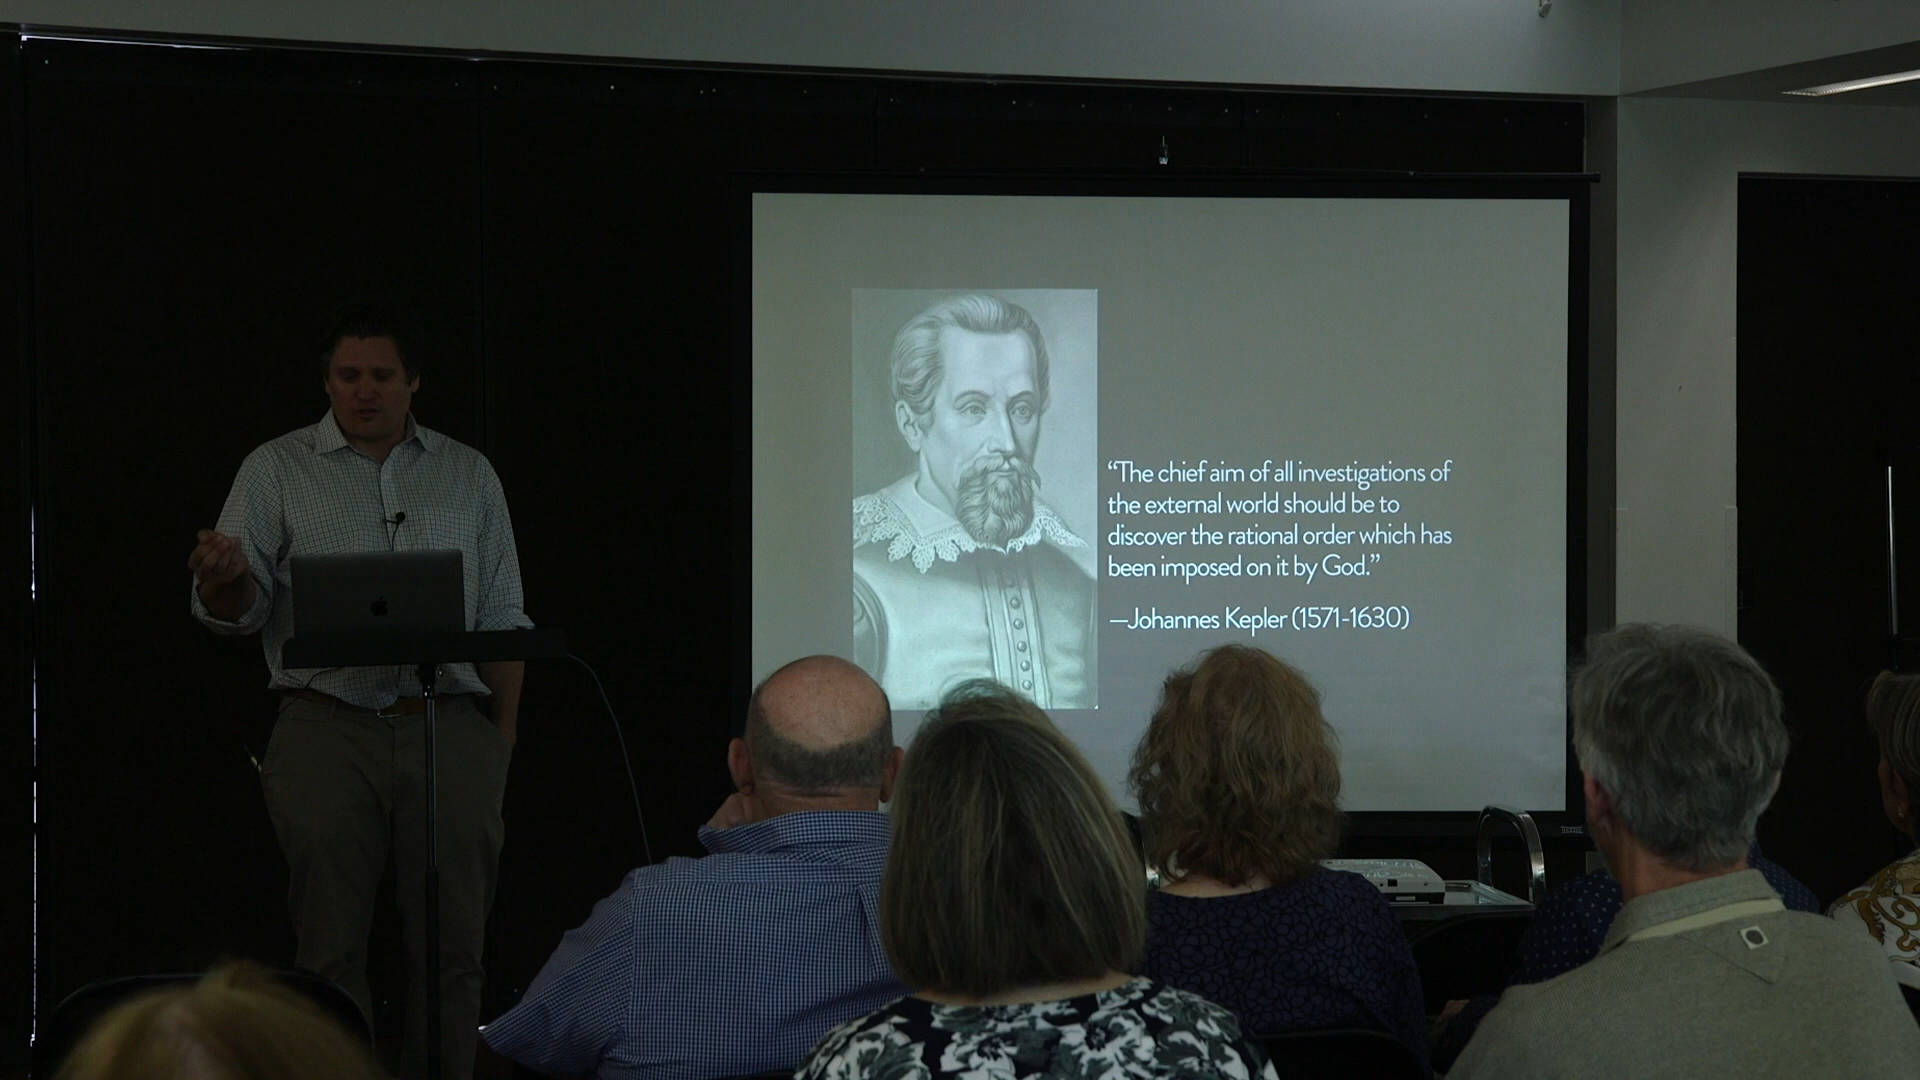 “The chief aim of all investigations of
the external world should be to
discover the rational order which has
been imposed on it by God.”
—Johannes Kepler (1571-1630)